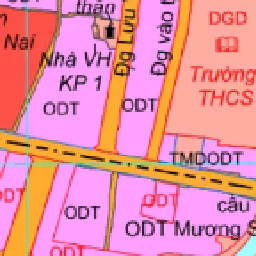 thần
Nai
Nhà VH
KP 1
Đg Lưu
Đg vào t
DGD
Trường
THCS
ODT
ODT
TMDODT
ODT
ODT
ODT
cầu
ODT Mương S